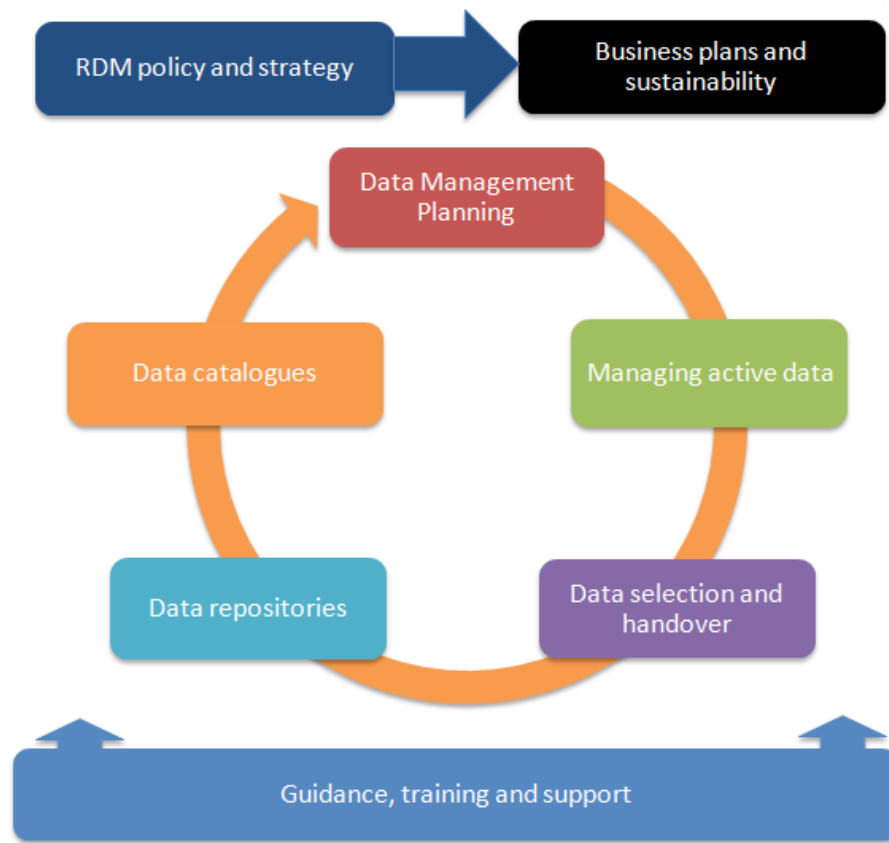 RDM policy and strategy
Business plans and
sustainability
Data Management
Planning
Data catalogues
Managing active data
Data repositories
Data selection and
handover
Guidance, training and support